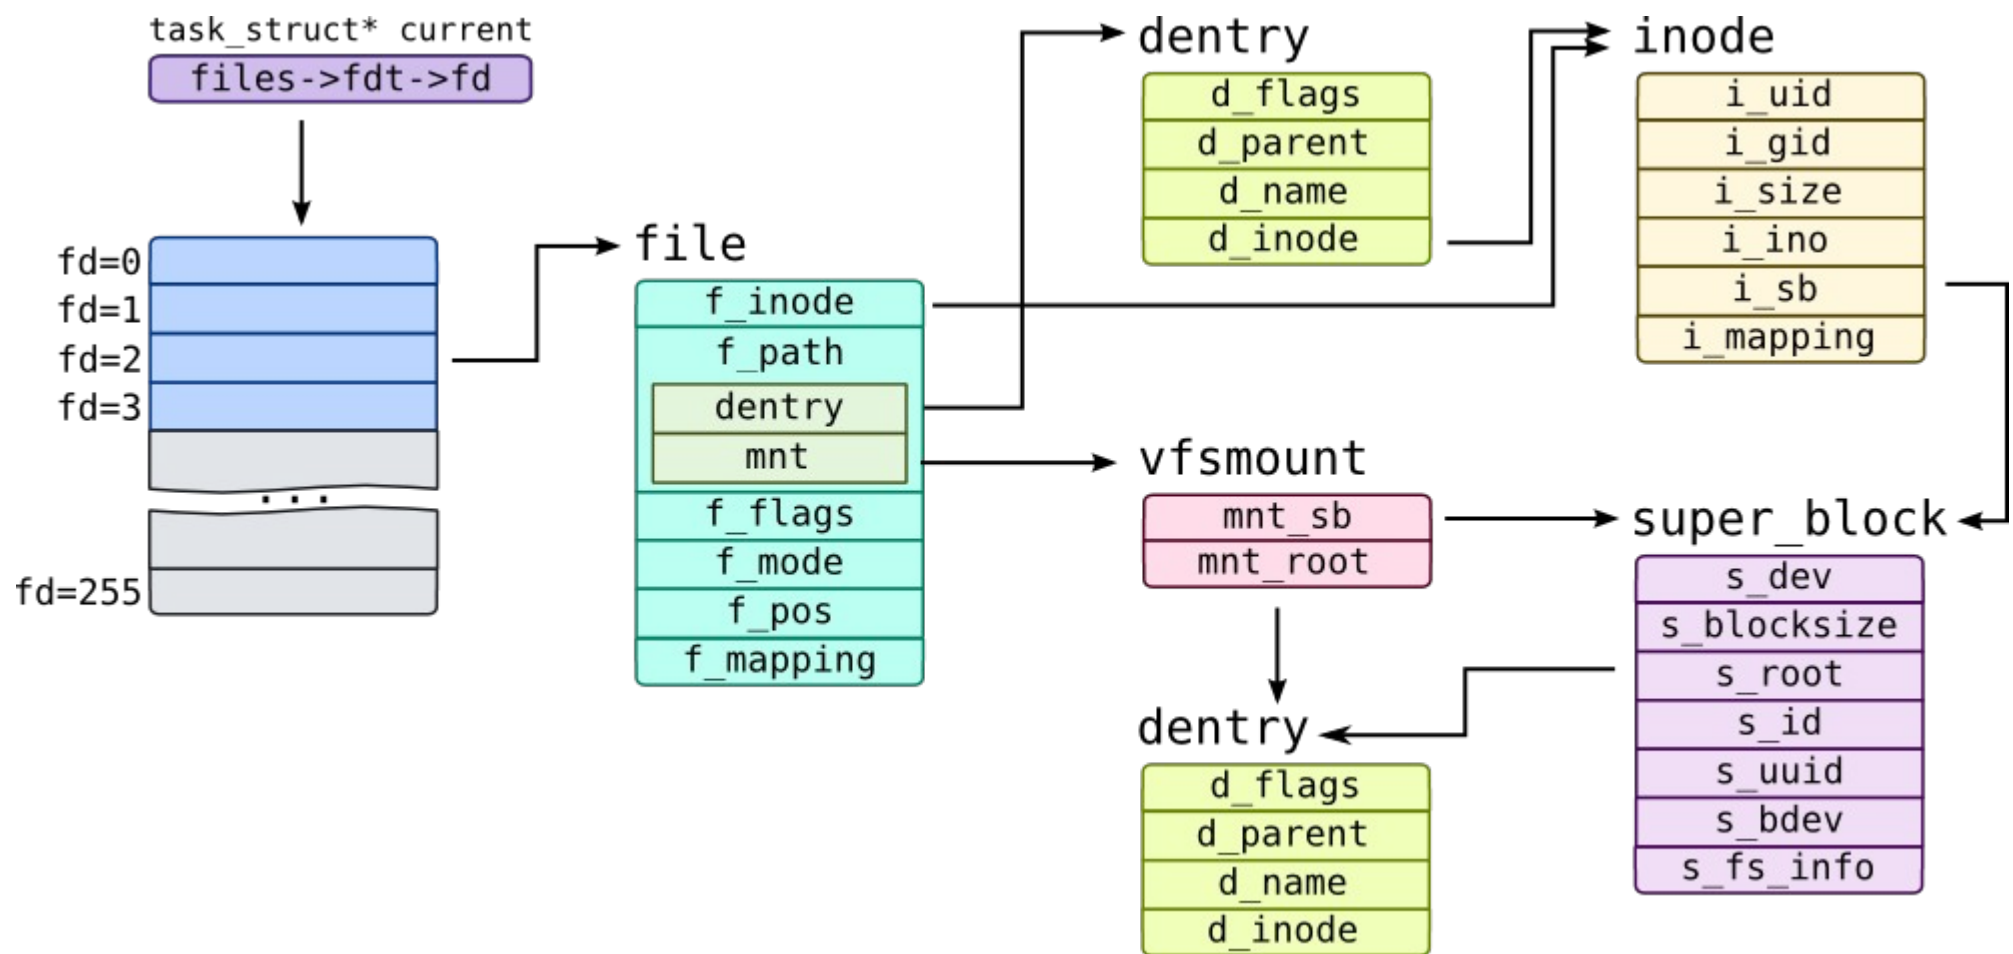 task_struct* current
files->fdt->fd
fd=0
fd=1
fd=2
fd=3
...
fd=255
file
f_inode
f_path
dentry
mnt
f_flags
f_mode
f_pos
f_mapping
dentry
d_flags
d_parent
d_name
d_inode
vfsmount
mnt_sb
mnt_root
dentry
d_flags
d_parent
d_name
d_inode
inode
i_uid
i_gid
i_size
i_ino
i_sb
i_mapping
super_block
s_dev
s_blocksize
s_root
s_id
s_uuid
s_bdev
s_fs_info